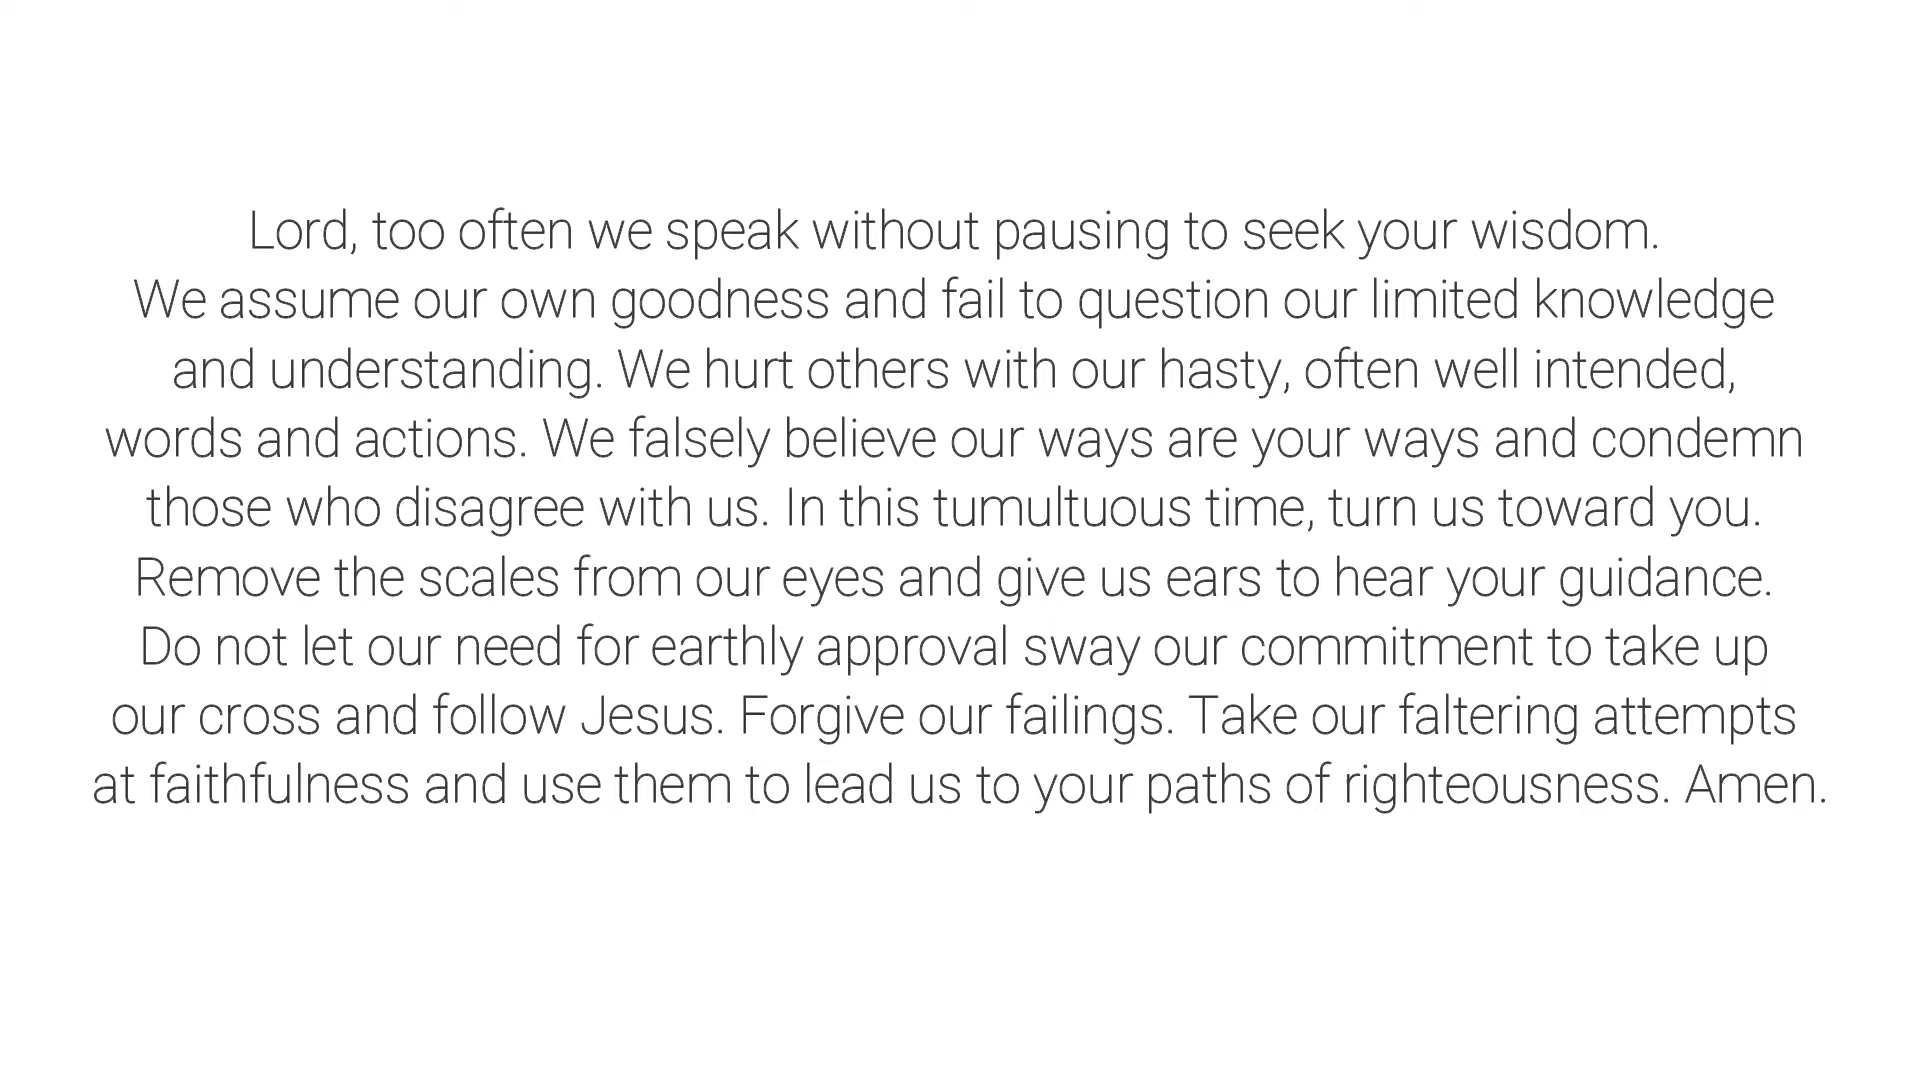 Lord, too often we speak without pausing to seek your wisdom.
We assume our own goodness and fail to question our limited knowledge
and understanding. We hurt others with our hasty, often well intended,
words and actions. We falsely believe our ways are your ways and condemn
those who disagree with us. In this tumultuous time, turn us toward you.
Remove the scales from our eyes and give us ears to hear your guidance.
Do not let our need for earthly approval sway our commitment to take up
our cross and follow Jesus. Forgive our failings. Take our faltering attempts
at faithfulness and use them to lead us to your paths of righteousness. Amen.